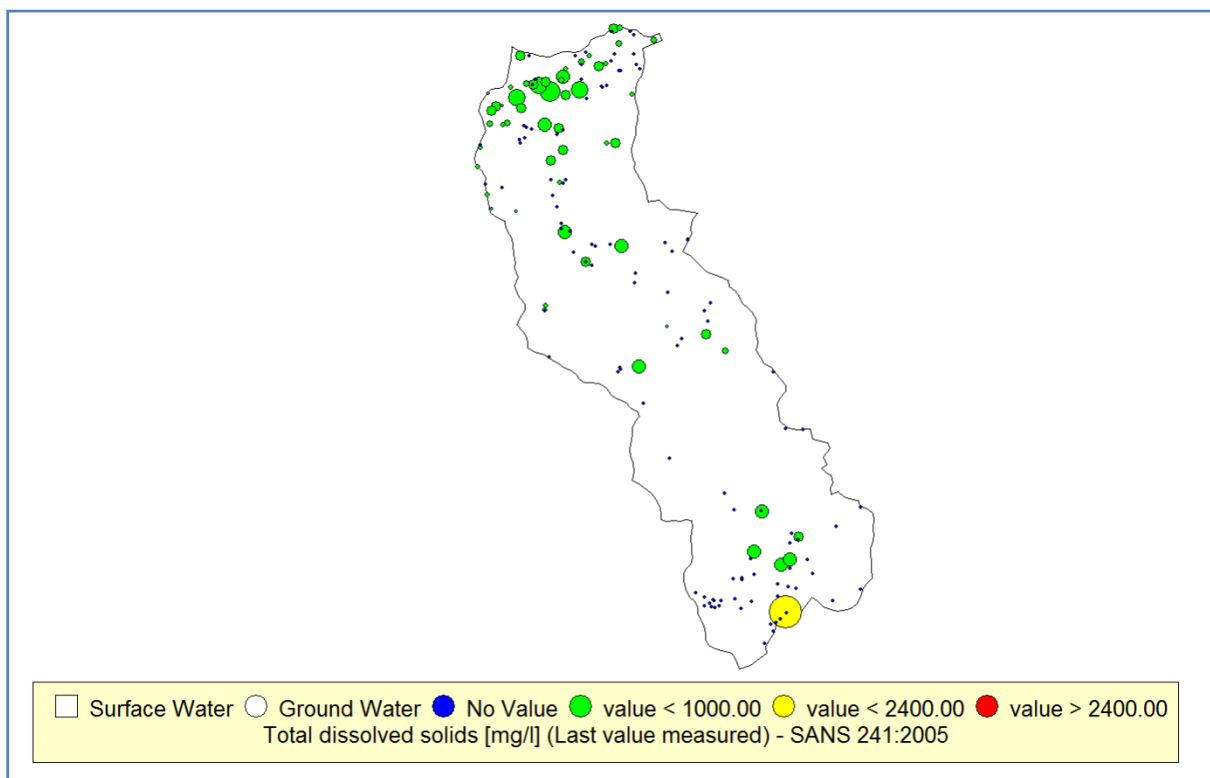 Surface Water Ground Water No Value value < 1000.00 value < 2400.00 value > 2400.00
Total dissolved solids [mg/l] (Last value measured) - SANS 241:2005